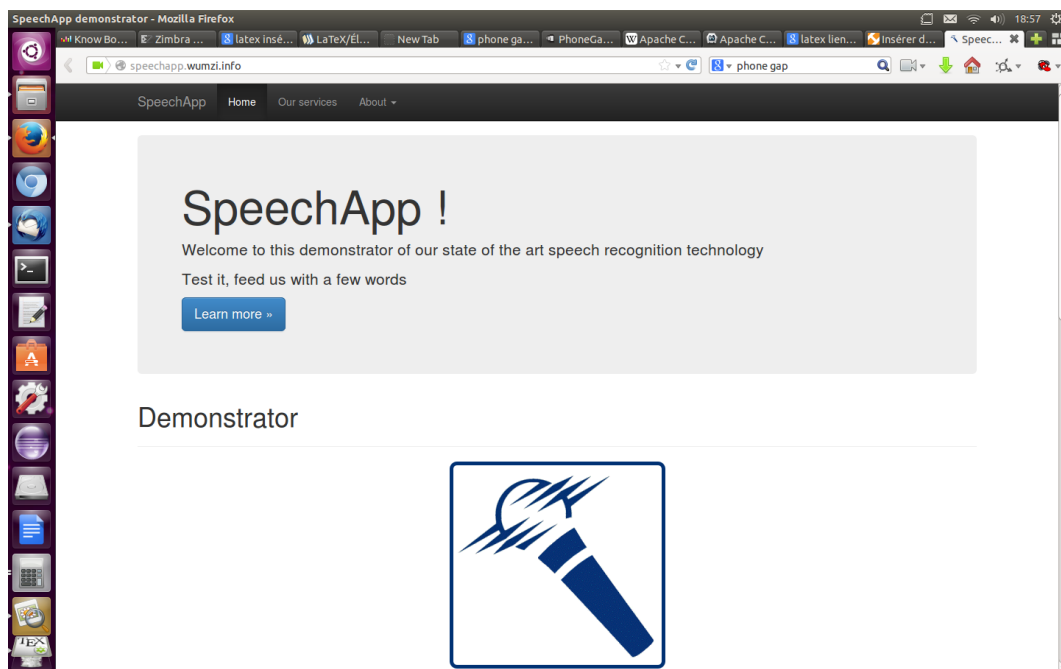 SpeechApp demonstrator - Mozilla Firefox
18:57
Know Bo...
Zimbra ...
latex insé...
LaTeX/Él...
New Tab
phone ga...
PhoneGa...
Apache C...
Apache C...
latex lien...
Insérer d...
Speec...
speechapp.wumzi.info
phone gap
SpeechApp
Home
Our services
About
SpeechApp !
Welcome to this demonstrator of our state of the art speech recognition technology
Test it, feed us with a few words
Learn more »
Demonstrator
TEX